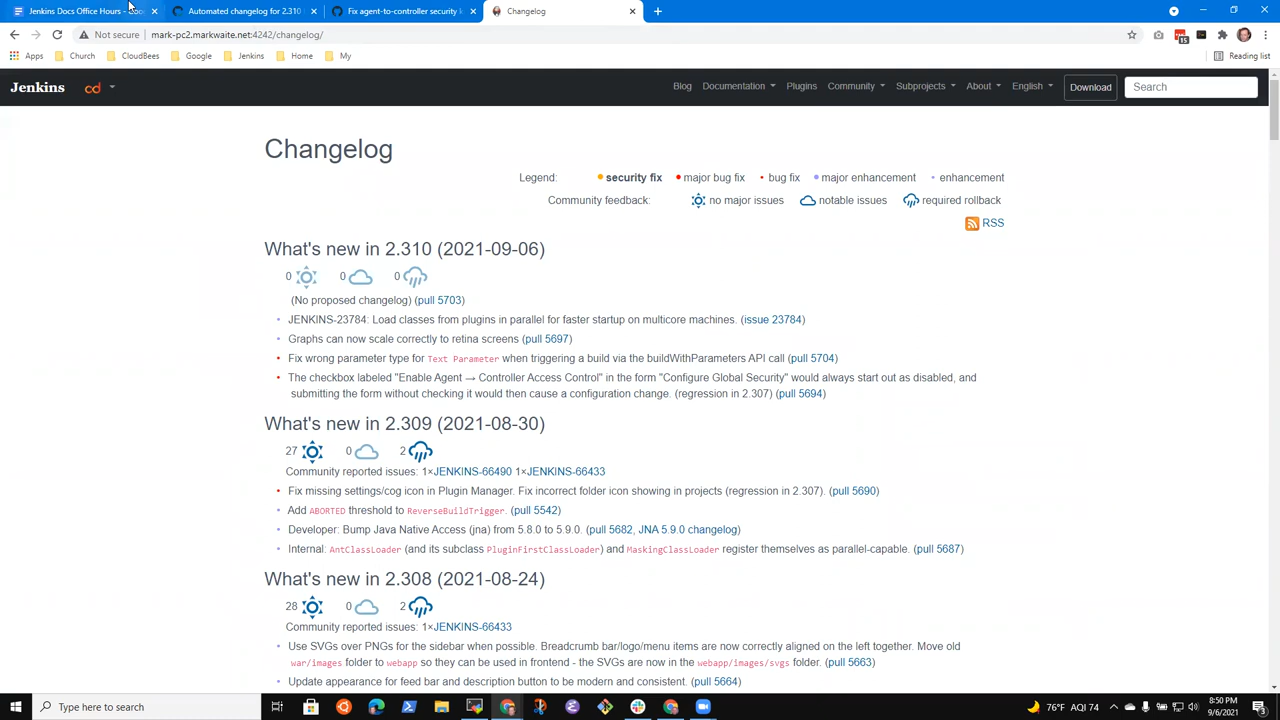 Jenkins Docs Office Hours -
Automated changelog for 2.310
Fix agent-to-controller security k
Changelog
Not secure
mark-pc2.markwaite.net:4242/changelog/
15
Apps
Church
CloudBees
Google
Jenkins
Home
My
Reading list
Jenkins
cd
Blog
Documentation
Plugins
Community
Subprojects
About
English
Download
Search
Changelog
Legend: security fix major bug fix bug fix major enhancement enhancement
Community feedback: no major issues notable issues required rollback
RSS
What's new in 2.310 (2021-09-06)
0 0 0
(No proposed changelog) (pull 5703)
JENKINS-23784: Load classes from plugins in parallel for faster startup on multicore machines. (issue 23784)
Graphs can now scale correctly to retina screens (pull 5697)
Fix wrong parameter type for Text Parameter when triggering a build via the buildWithParameters API call (pull 5704)
The checkbox labeled "Enable Agent → Controller Access Control" in the form "Configure Global Security" would always start out as disabled, and
submitting the form without checking it would then cause a configuration change. (regression in 2.307) (pull 5694)
What's new in 2.309 (2021-08-30)
27 0 2
Community reported issues: 1×JENKINS-66490 1×JENKINS-66433
Fix missing settings/cog icon in Plugin Manager. Fix incorrect folder icon showing in projects (regression in 2.307). (pull 5690)
Add ABORTED threshold to ReverseBuildTrigger. (pull 5542)
Developer: Bump Java Native Access (jna) from 5.8.0 to 5.9.0. (pull 5682, JNA 5.9.0 changelog)
Internal: AntClassLoader (and its subclass PluginFirstClassLoader) and MaskingClassLoader register themselves as parallel-capable. (pull 5687)
What's new in 2.308 (2021-08-24)
28 0 2
Community reported issues: 1×JENKINS-66433
Use SVGs over PNGs for the sidebar when possible. Breadcrumb bar/logo/menu items are now correctly aligned on the left together. Move old
war/images folder to webapp so they can be used in frontend - the SVGs are now in the webapp/images/svgs folder. (pull 5663)
Update appearance for feed bar and description button to be modern and consistent. (pull 5664)
Type here to search
76°F AQI 74
8:50 PM
9/6/2021
3